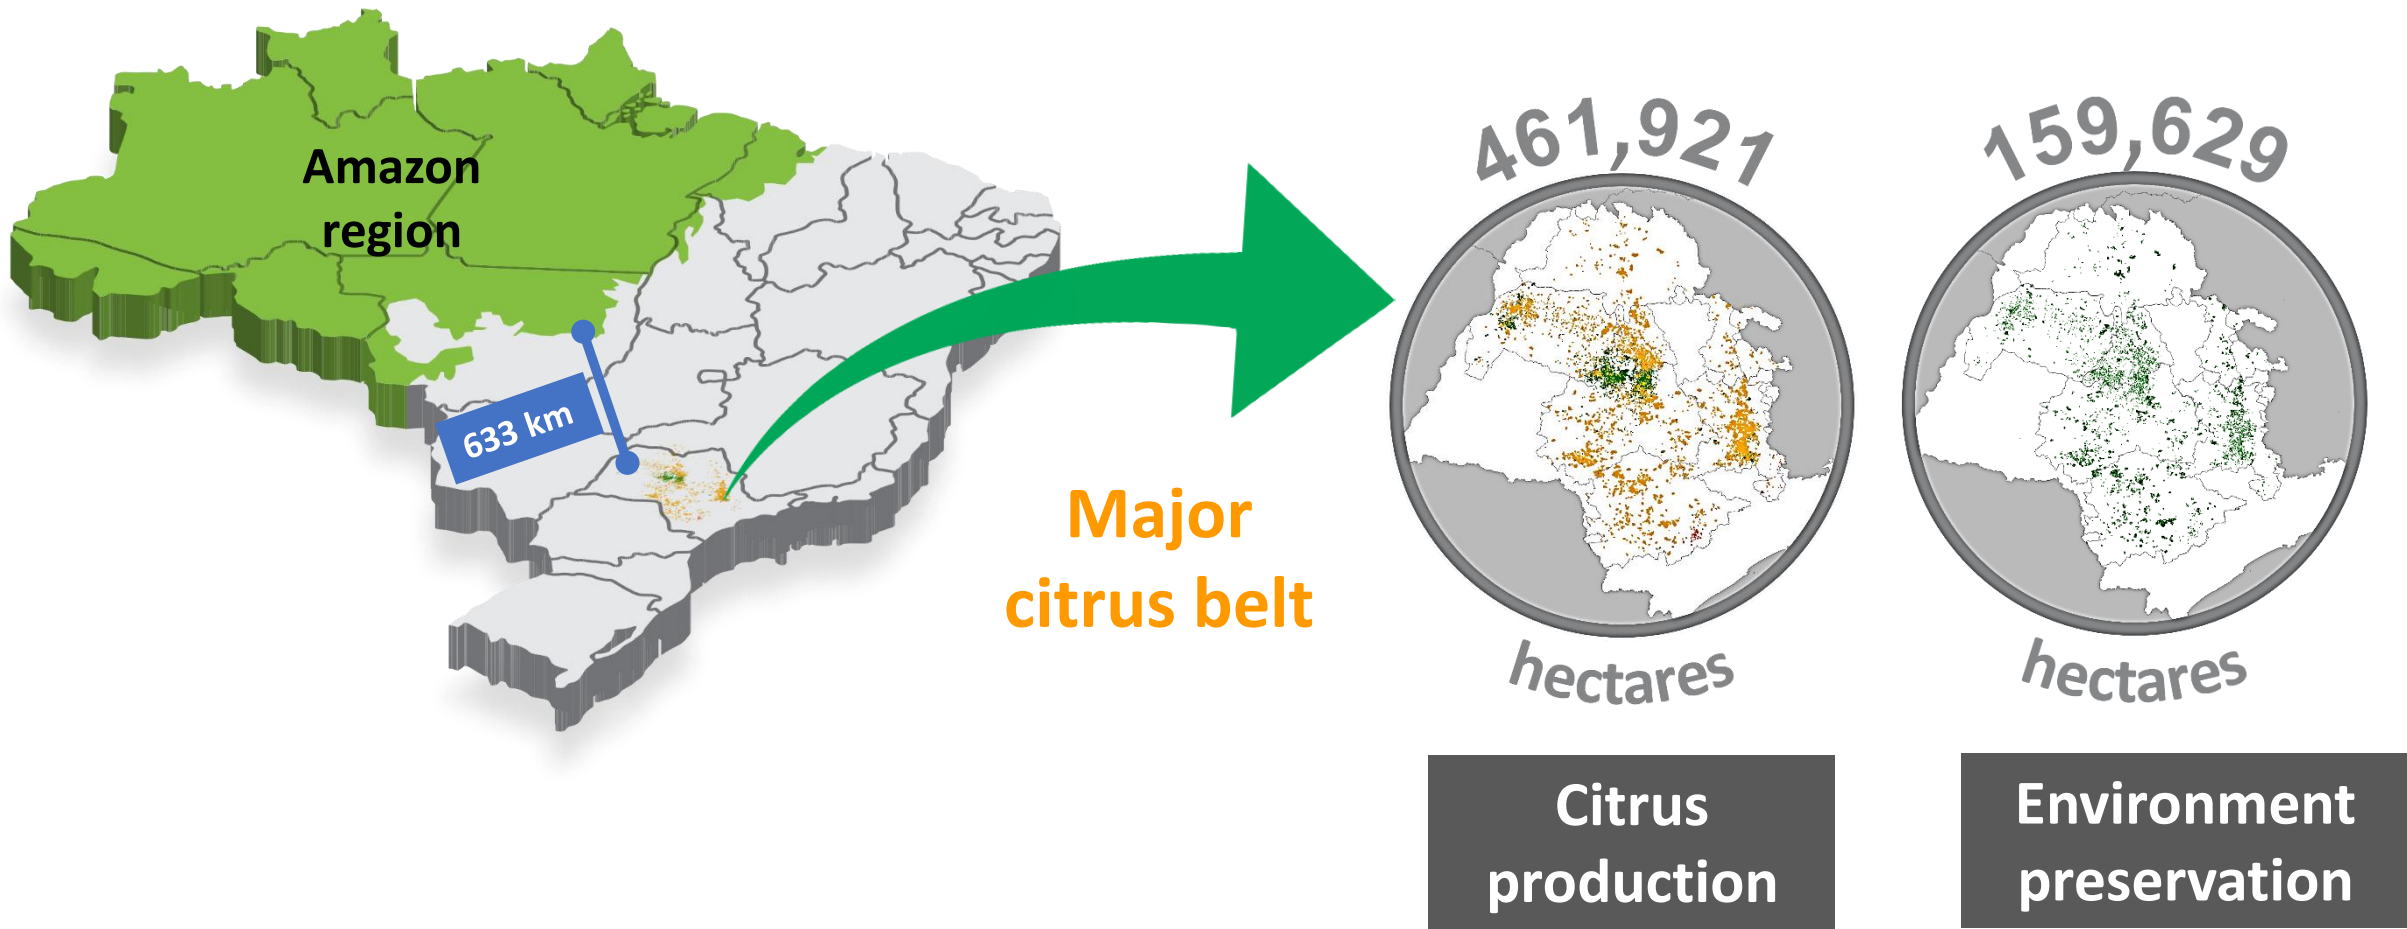 Amazon
region
633 km
Major
citrus belt
461,921
hectares
Citrus
production
159,629
hectares
Environment
preservation